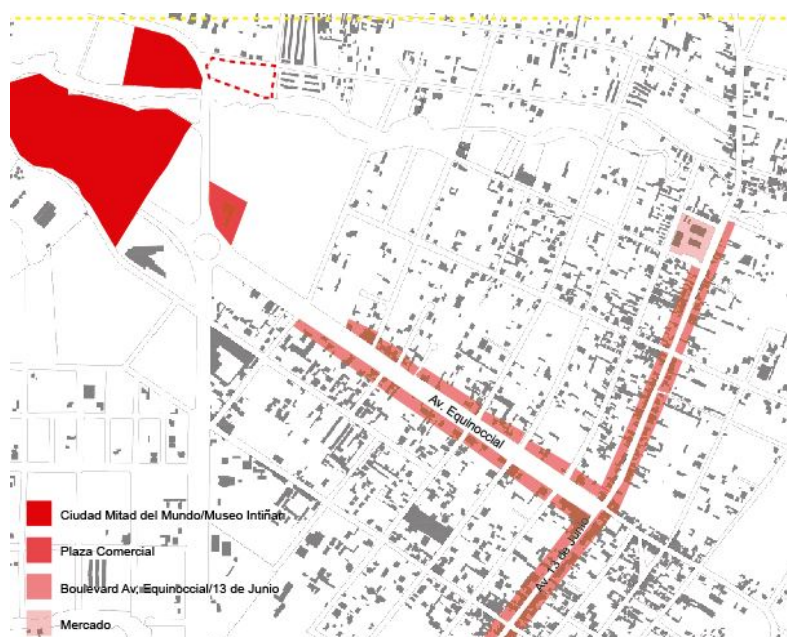 Av. Equinoccial
Av. 13 de Junio
Ciudad Mitad del Mundo/Museo Intiñan
Plaza Comercial
Boulevard Av, Equinoccial/13 de Junio
Mercado